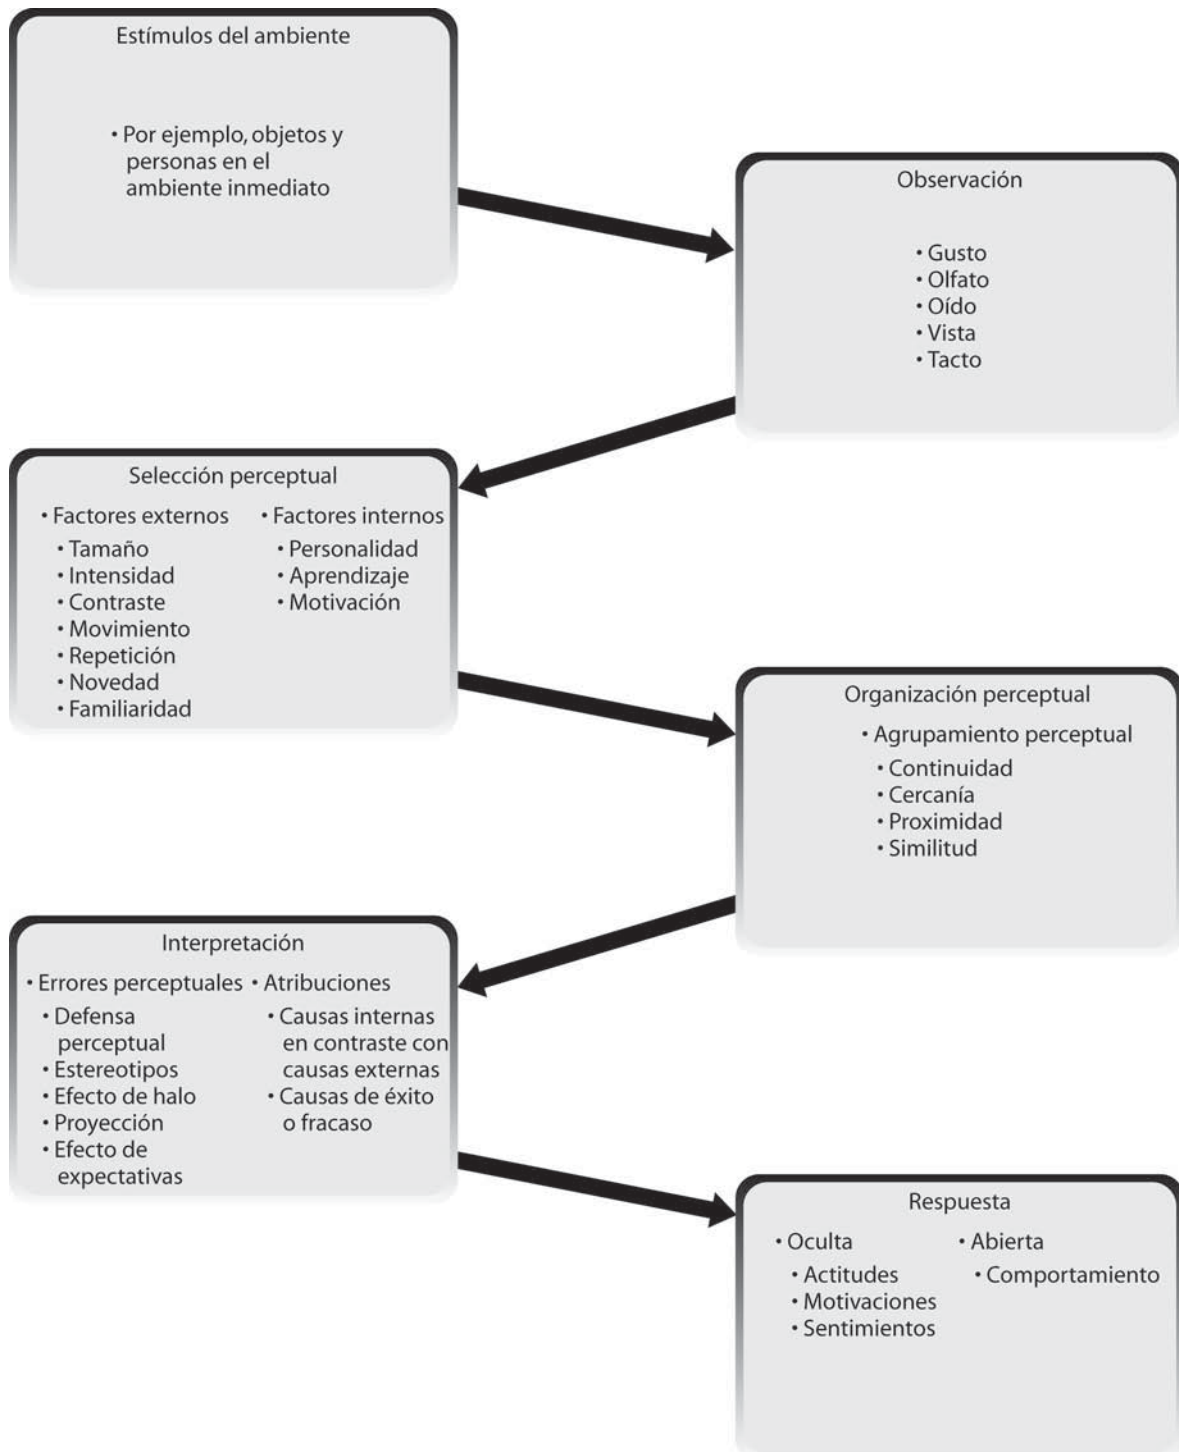 Estímulos del ambiente
• Por ejemplo, objetos y
personas en el
ambiente inmediato
Observación
• Gusto
• Olfato
• Oído
• Vista
• Tacto
Selección perceptual
• Factores externos
• Tamaño
• Intensidad
• Contraste
• Movimiento
• Repetición
• Novedad
• Familiaridad
• Factores internos
• Personalidad
• Aprendizaje
• Motivación
Organización perceptual
• Agrupamiento perceptual
• Continuidad
• Cercanía
• Proximidad
• Similitud
Interpretación
• Errores perceptuales
• Defensa
perceptual
• Estereotipos
• Efecto de halo
• Proyección
• Efecto de
expectativas
• Atribuciones
• Causas internas
en contraste con
causas externas
• Causas de éxito
o fracaso
Respuesta
• Oculta
• Actitudes
• Motivaciones
• Sentimientos
• Abierta
• Comportamiento